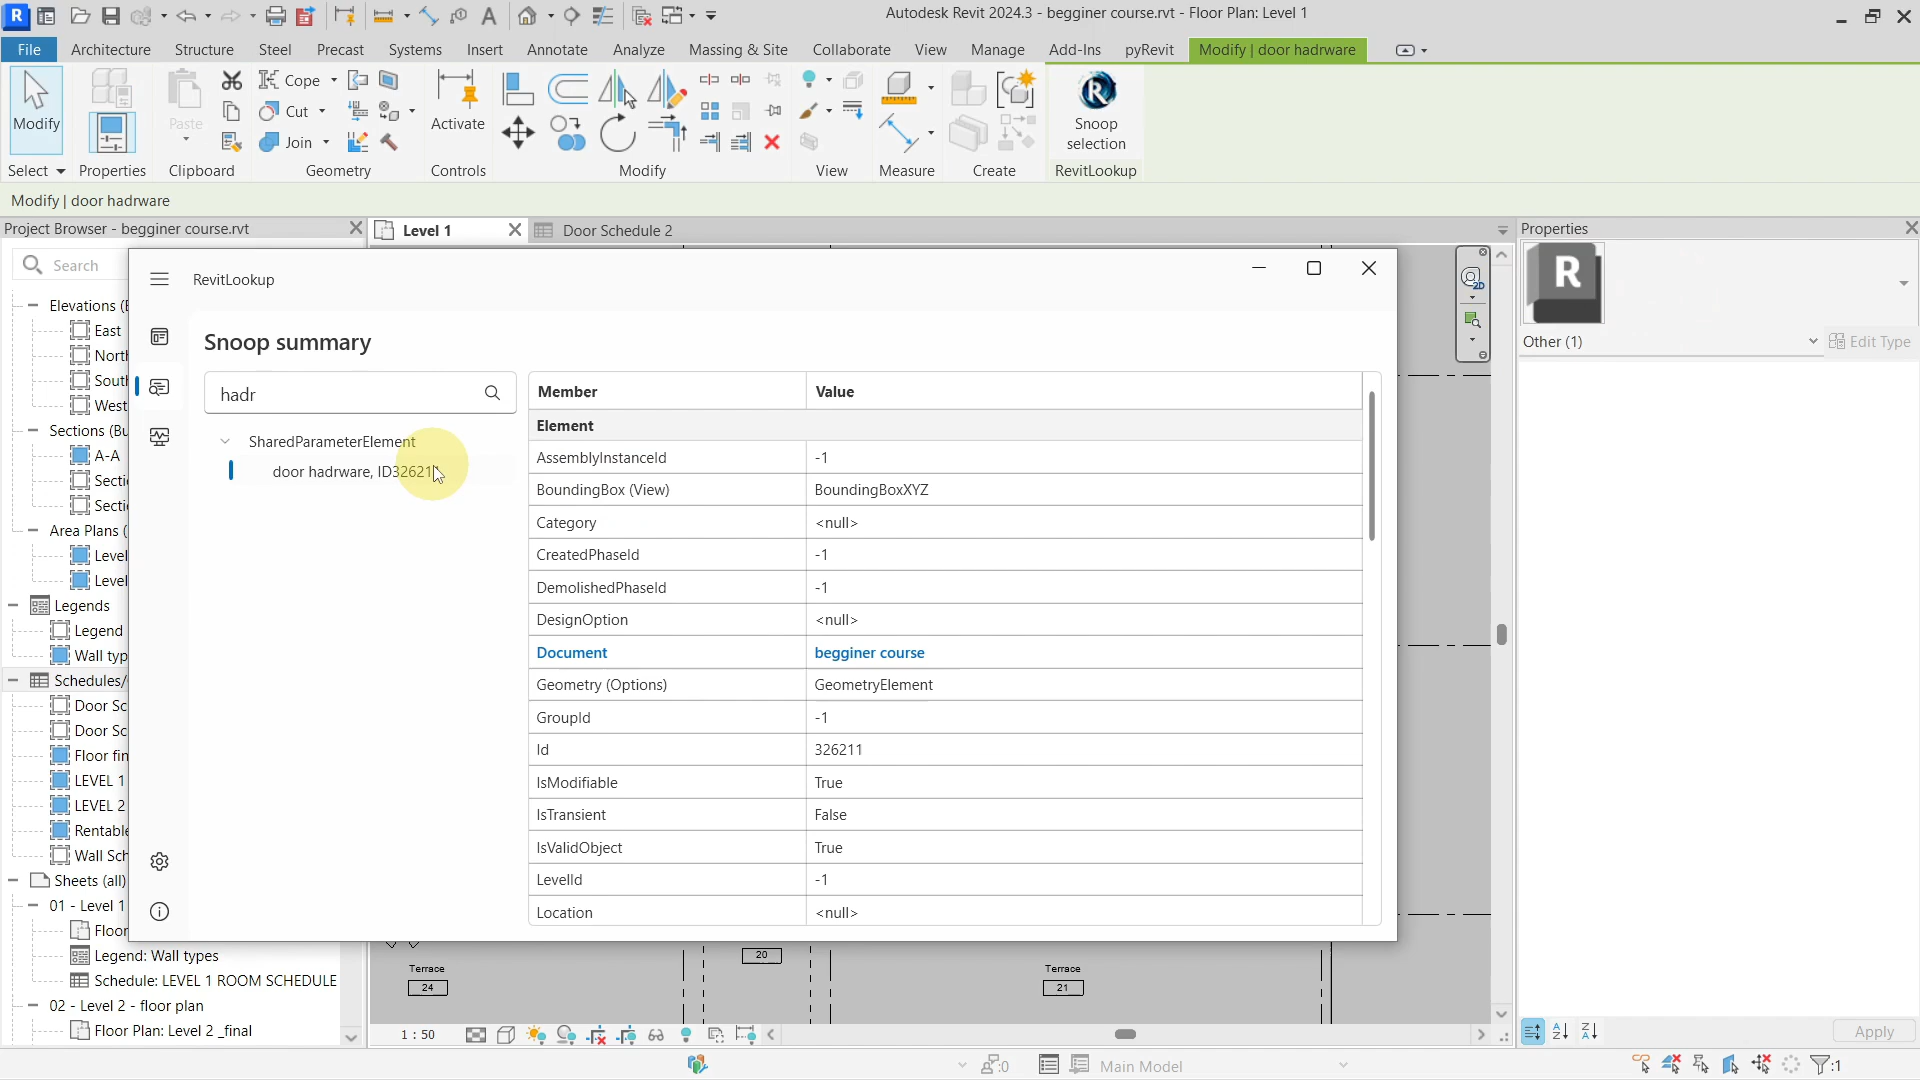 Autodesk Revit 2024.3 - begginer course.rvt - Floor Plan: Level 1
File Architecture Structure Steel Precast Systems Insert Annotate Analyze Massing & Site Collaborate View Manage Add-Ins pyRevit Modify | door hadrware
Modify
Paste
Cope
Cut
Join
Activate
Snoop selection
Select Properties Clipboard Geometry Controls Modify View Measure Create RevitLookup
Modify | door hadrware
Project Browser - begginer course.rvt
Level 1
Door Schedule 2
Properties
Search
Elevations (
East
Nort
Sout
West
Sections (Bu
A-A
Secti
Secti
Area Plans (
Level
Level
Legends
Legend
Wall typ
Schedules/
Door Sc
Door Sc
Floor fin
LEVEL 1
LEVEL 2
Rentable
Wall Sch
Sheets (all)
01 - Level 1
Floor
Legend: Wall types
Schedule: LEVEL 1 ROOM SCHEDULE
02 - Level 2 - floor plan
Floor Plan: Level 2 _final
RevitLookup
Snoop summary
hadr
SharedParameterElement
door hadrware, ID326211
Member Value
Element
AssemblyInstanceId -1
BoundingBox (View) BoundingBoxXYZ
Category <null>
CreatedPhaseId -1
DemolishedPhaseId -1
DesignOption <null>
Document begginer course
Geometry (Options) GeometryElement
GroupId -1
Id 326211
IsModifiable True
IsTransient False
IsValidObject True
LevelId -1
Location <null>
2D
R
Other (1)
Edit Type
Terrace
24
20
Terrace
21
1 : 50
Apply
:0
Main Model
:1